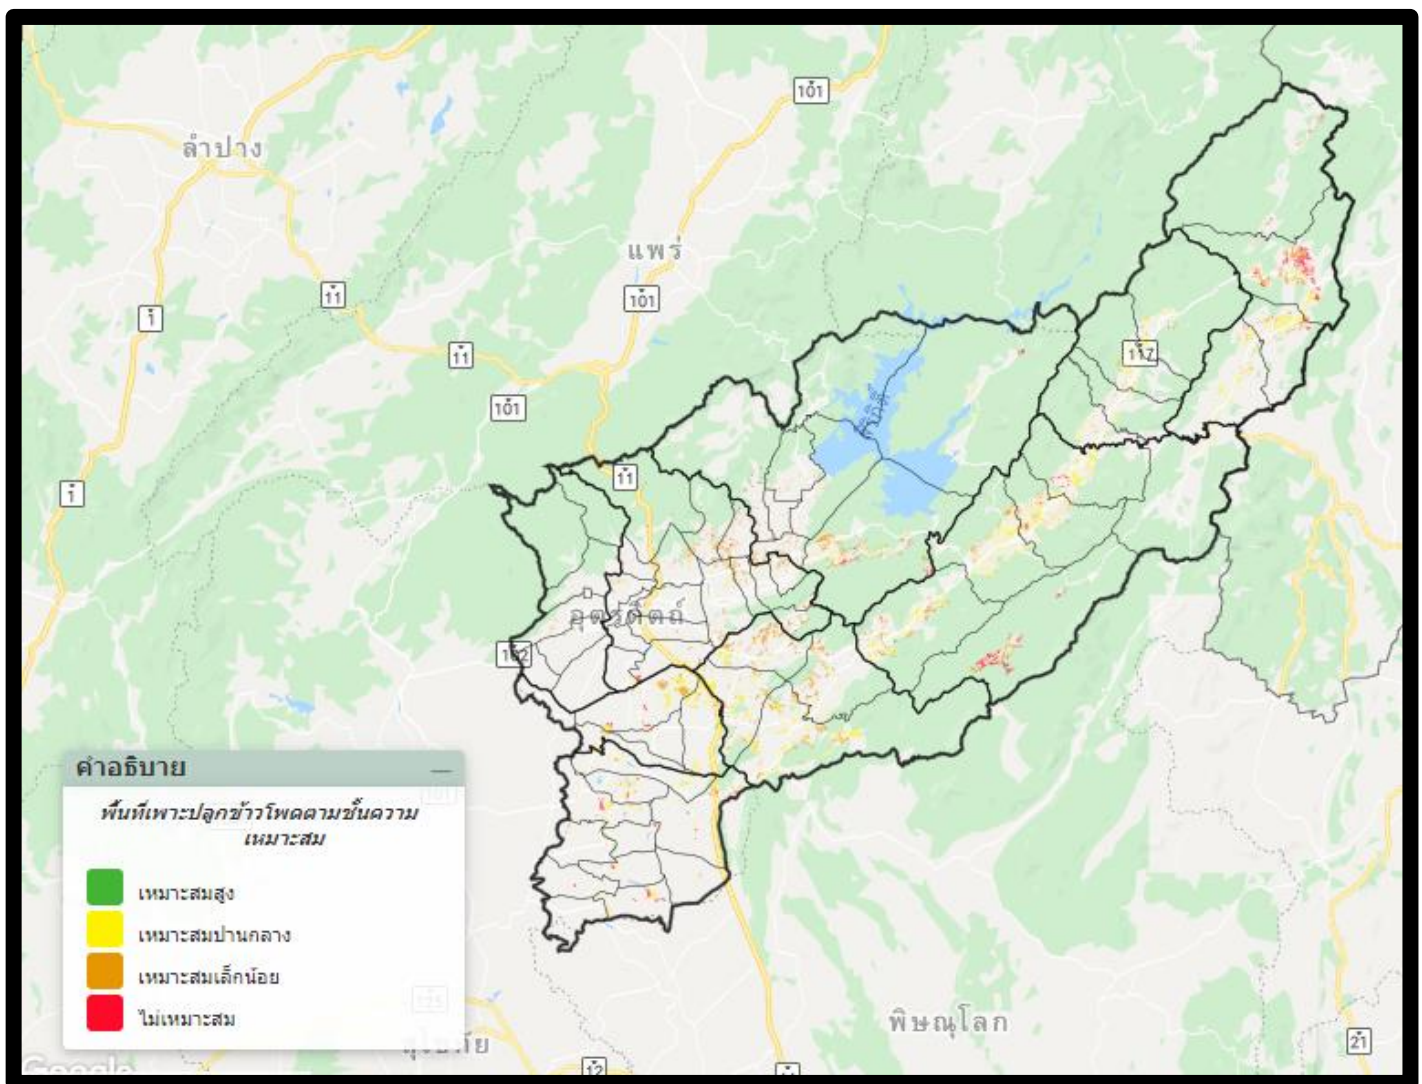 101
ลำปาง
แพร่
11
101
1
11
117
101
11
1
อุตรดิตถ์
102
คำอธิบาย
พื้นที่เพาะปลูกข้าวโพดตามชั้นความ
เหมาะสม
เหมาะสมสูง
เหมาะสมปานกลาง
เหมาะสมเล็กน้อย
ไม่เหมาะสม
พิษณุโลก
21
สุโขทัย
12
Google